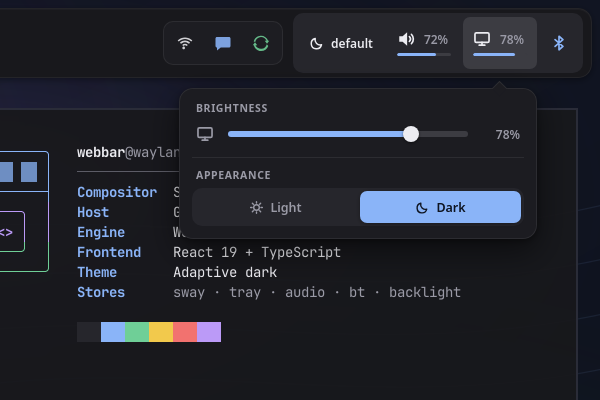 default
72%
78%
BRIGHTNESS
78%
APPEARANCE
Light
Dark
webbar@waylan
Compositor S
Host G
Engine W
Frontend React 19 + TypeScript
Theme Adaptive dark
Stores sway · tray · audio · bt · backlight
<>